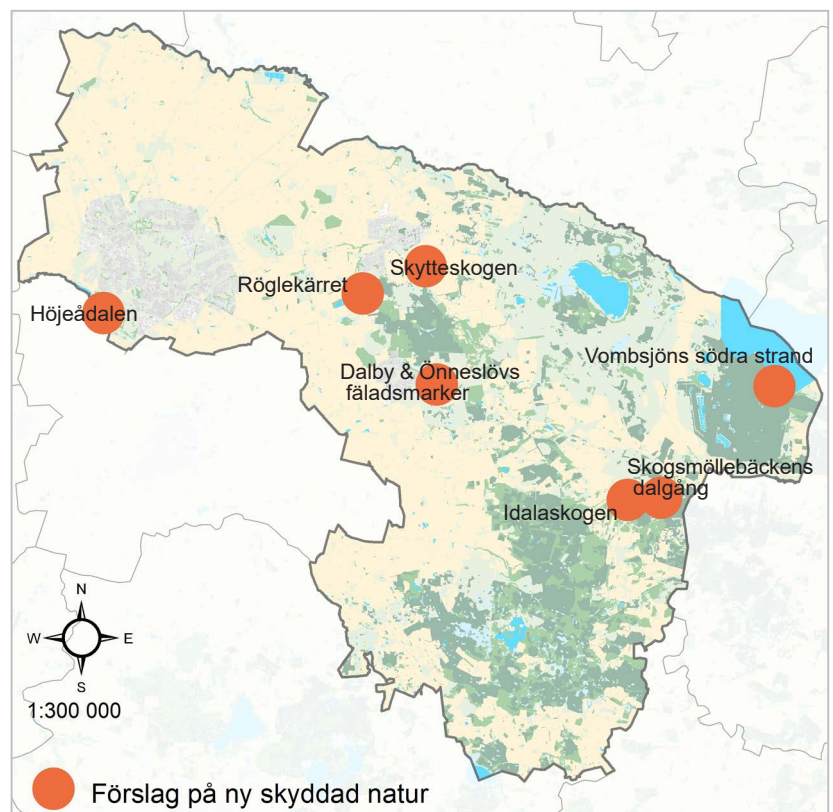 Skytteskogen
Röglekärret
Höjeådalen
Vombsjöns södra strand
Dalby & Önneslövs
fäladsmarker
Skogsmöllebäckens
dalgång
Idalaskogen
N
W E
S
1:300 000
Förslag på ny skyddad natur